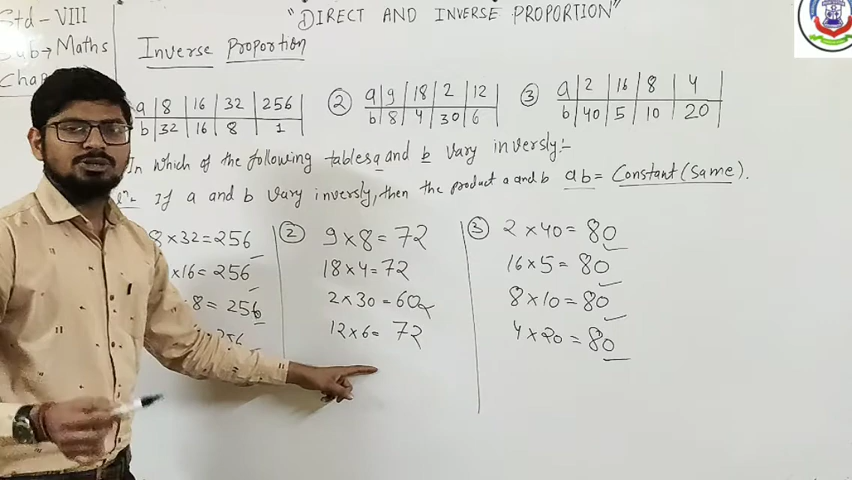 Std - VIII
Sub → Maths
Chap
"DIRECT AND INVERSE PROPORTION"
Inverse Proportion
a 8 16 32 256
b 32 16 8 1
② a 9 18 2 12
b 8 4 30 6
③ a 2 16 8 4
b 40 5 10 20
In which of the following tables a and b vary inversly:-
If a and b vary inversly, then the product a and b ab = Constant (Same).
8 × 32 = 256
× 16 = 256
8 = 256
256
② 9 × 8 = 72
18 × 4 = 72
2 × 30 = 60
12 × 6 = 72
③ 2 × 40 = 80
16 × 5 = 80
8 × 10 = 80
4 × 20 = 80